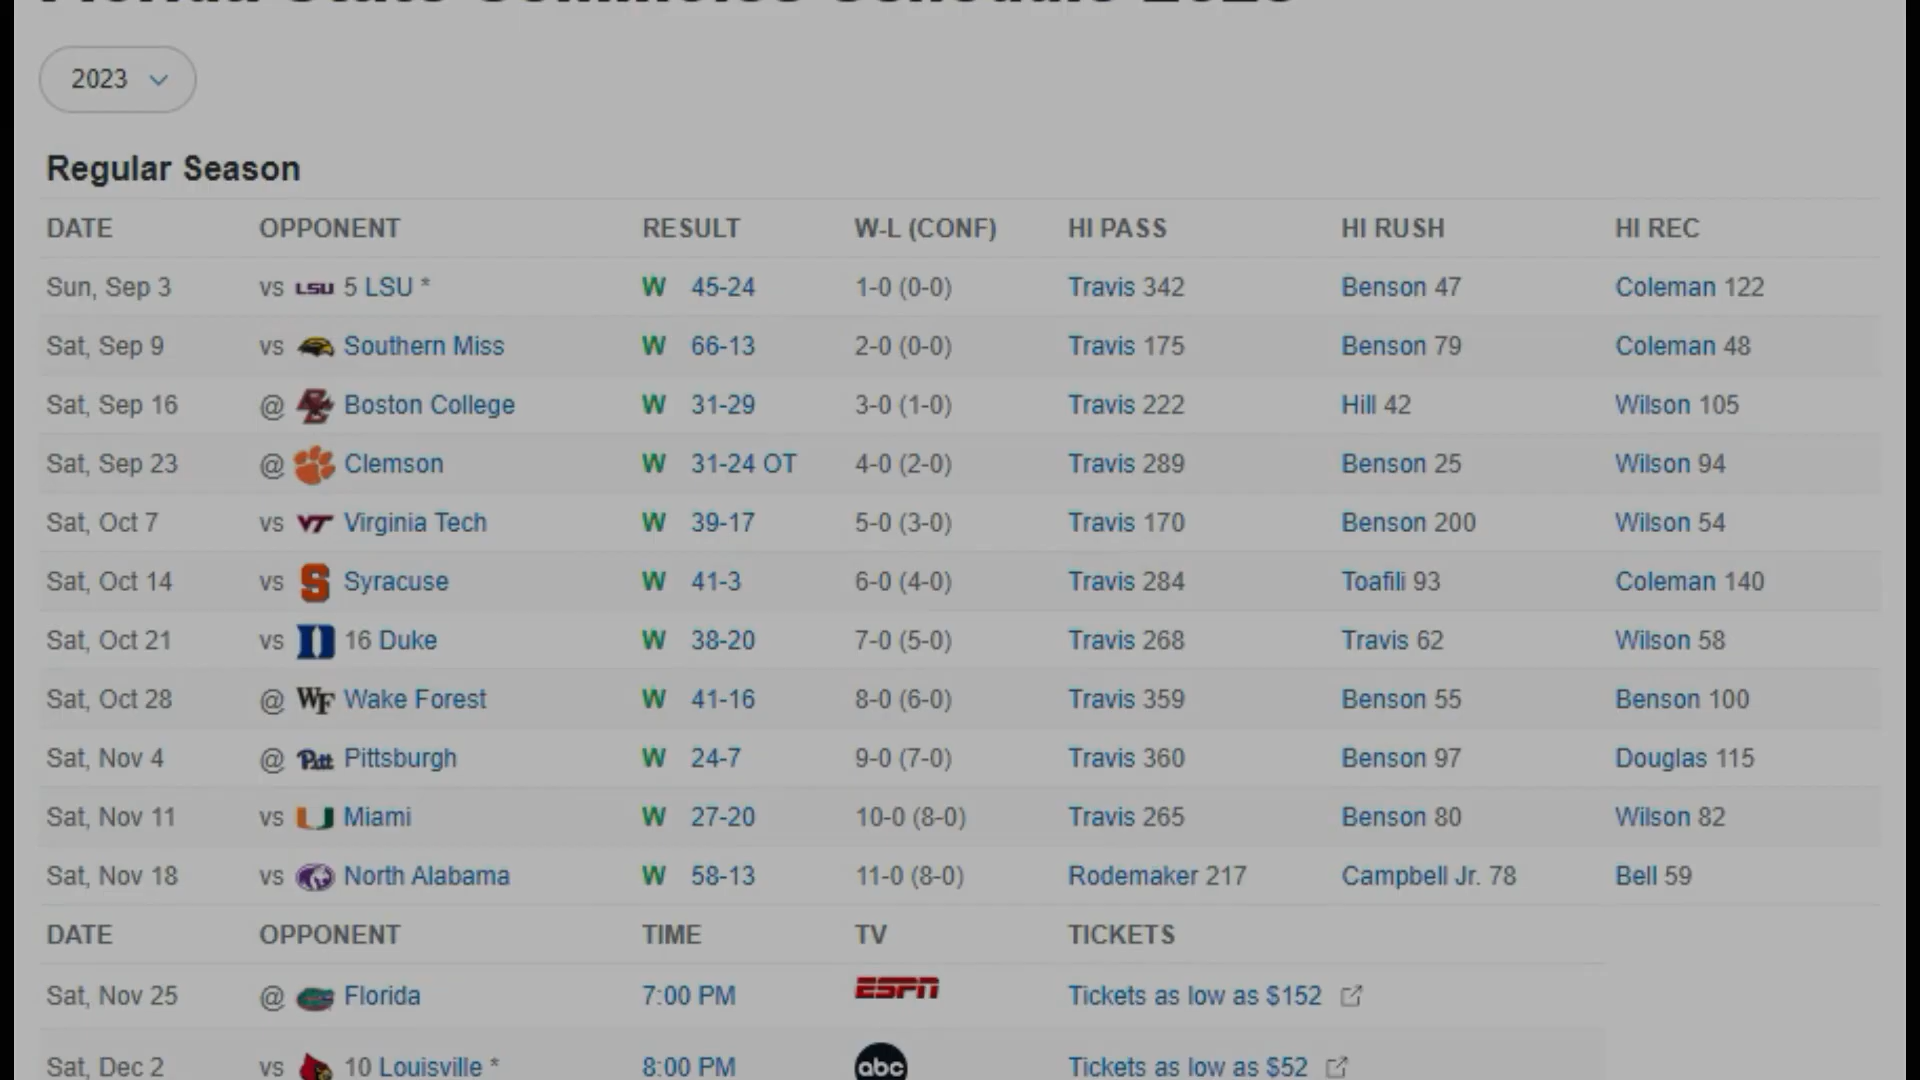 Florida State Seminoles Schedule 2023
2023
Regular Season
DATE OPPONENT RESULT W-L (CONF) HI PASS HI RUSH HI REC
Sun, Sep 3 vs LSU 5 LSU * W 45-24 1-0 (0-0) Travis 342 Benson 47 Coleman 122
Sat, Sep 9 vs Southern Miss W 66-13 2-0 (0-0) Travis 175 Benson 79 Coleman 48
Sat, Sep 16 @ BC Boston College W 31-29 3-0 (1-0) Travis 222 Hill 42 Wilson 105
Sat, Sep 23 @ Clemson W 31-24 OT 4-0 (2-0) Travis 289 Benson 25 Wilson 94
Sat, Oct 7 vs VT Virginia Tech W 39-17 5-0 (3-0) Travis 170 Benson 200 Wilson 54
Sat, Oct 14 vs S Syracuse W 41-3 6-0 (4-0) Travis 284 Toafili 93 Coleman 140
Sat, Oct 21 vs D 16 Duke W 38-20 7-0 (5-0) Travis 268 Travis 62 Wilson 58
Sat, Oct 28 @ WF Wake Forest W 41-16 8-0 (6-0) Travis 359 Benson 55 Benson 100
Sat, Nov 4 @ Pitt Pittsburgh W 24-7 9-0 (7-0) Travis 360 Benson 97 Douglas 115
Sat, Nov 11 vs U Miami W 27-20 10-0 (8-0) Travis 265 Benson 80 Wilson 82
Sat, Nov 18 vs North Alabama W 58-13 11-0 (8-0) Rodemaker 217 Campbell Jr. 78 Bell 59
DATE OPPONENT TIME TV TICKETS
Sat, Nov 25 @ Florida 7:00 PM ESPN Tickets as low as $152
Sat, Dec 2 vs 10 Louisville * 8:00 PM abc Tickets as low as $52